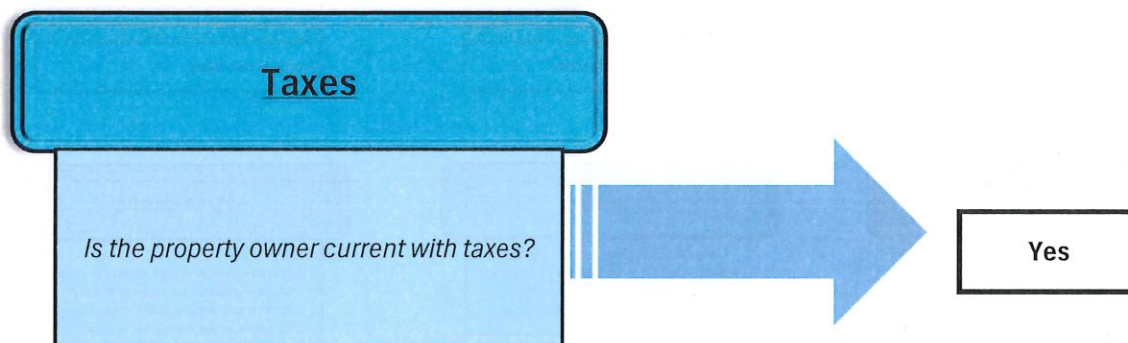 Taxes
Is the property owner current with taxes?
Yes